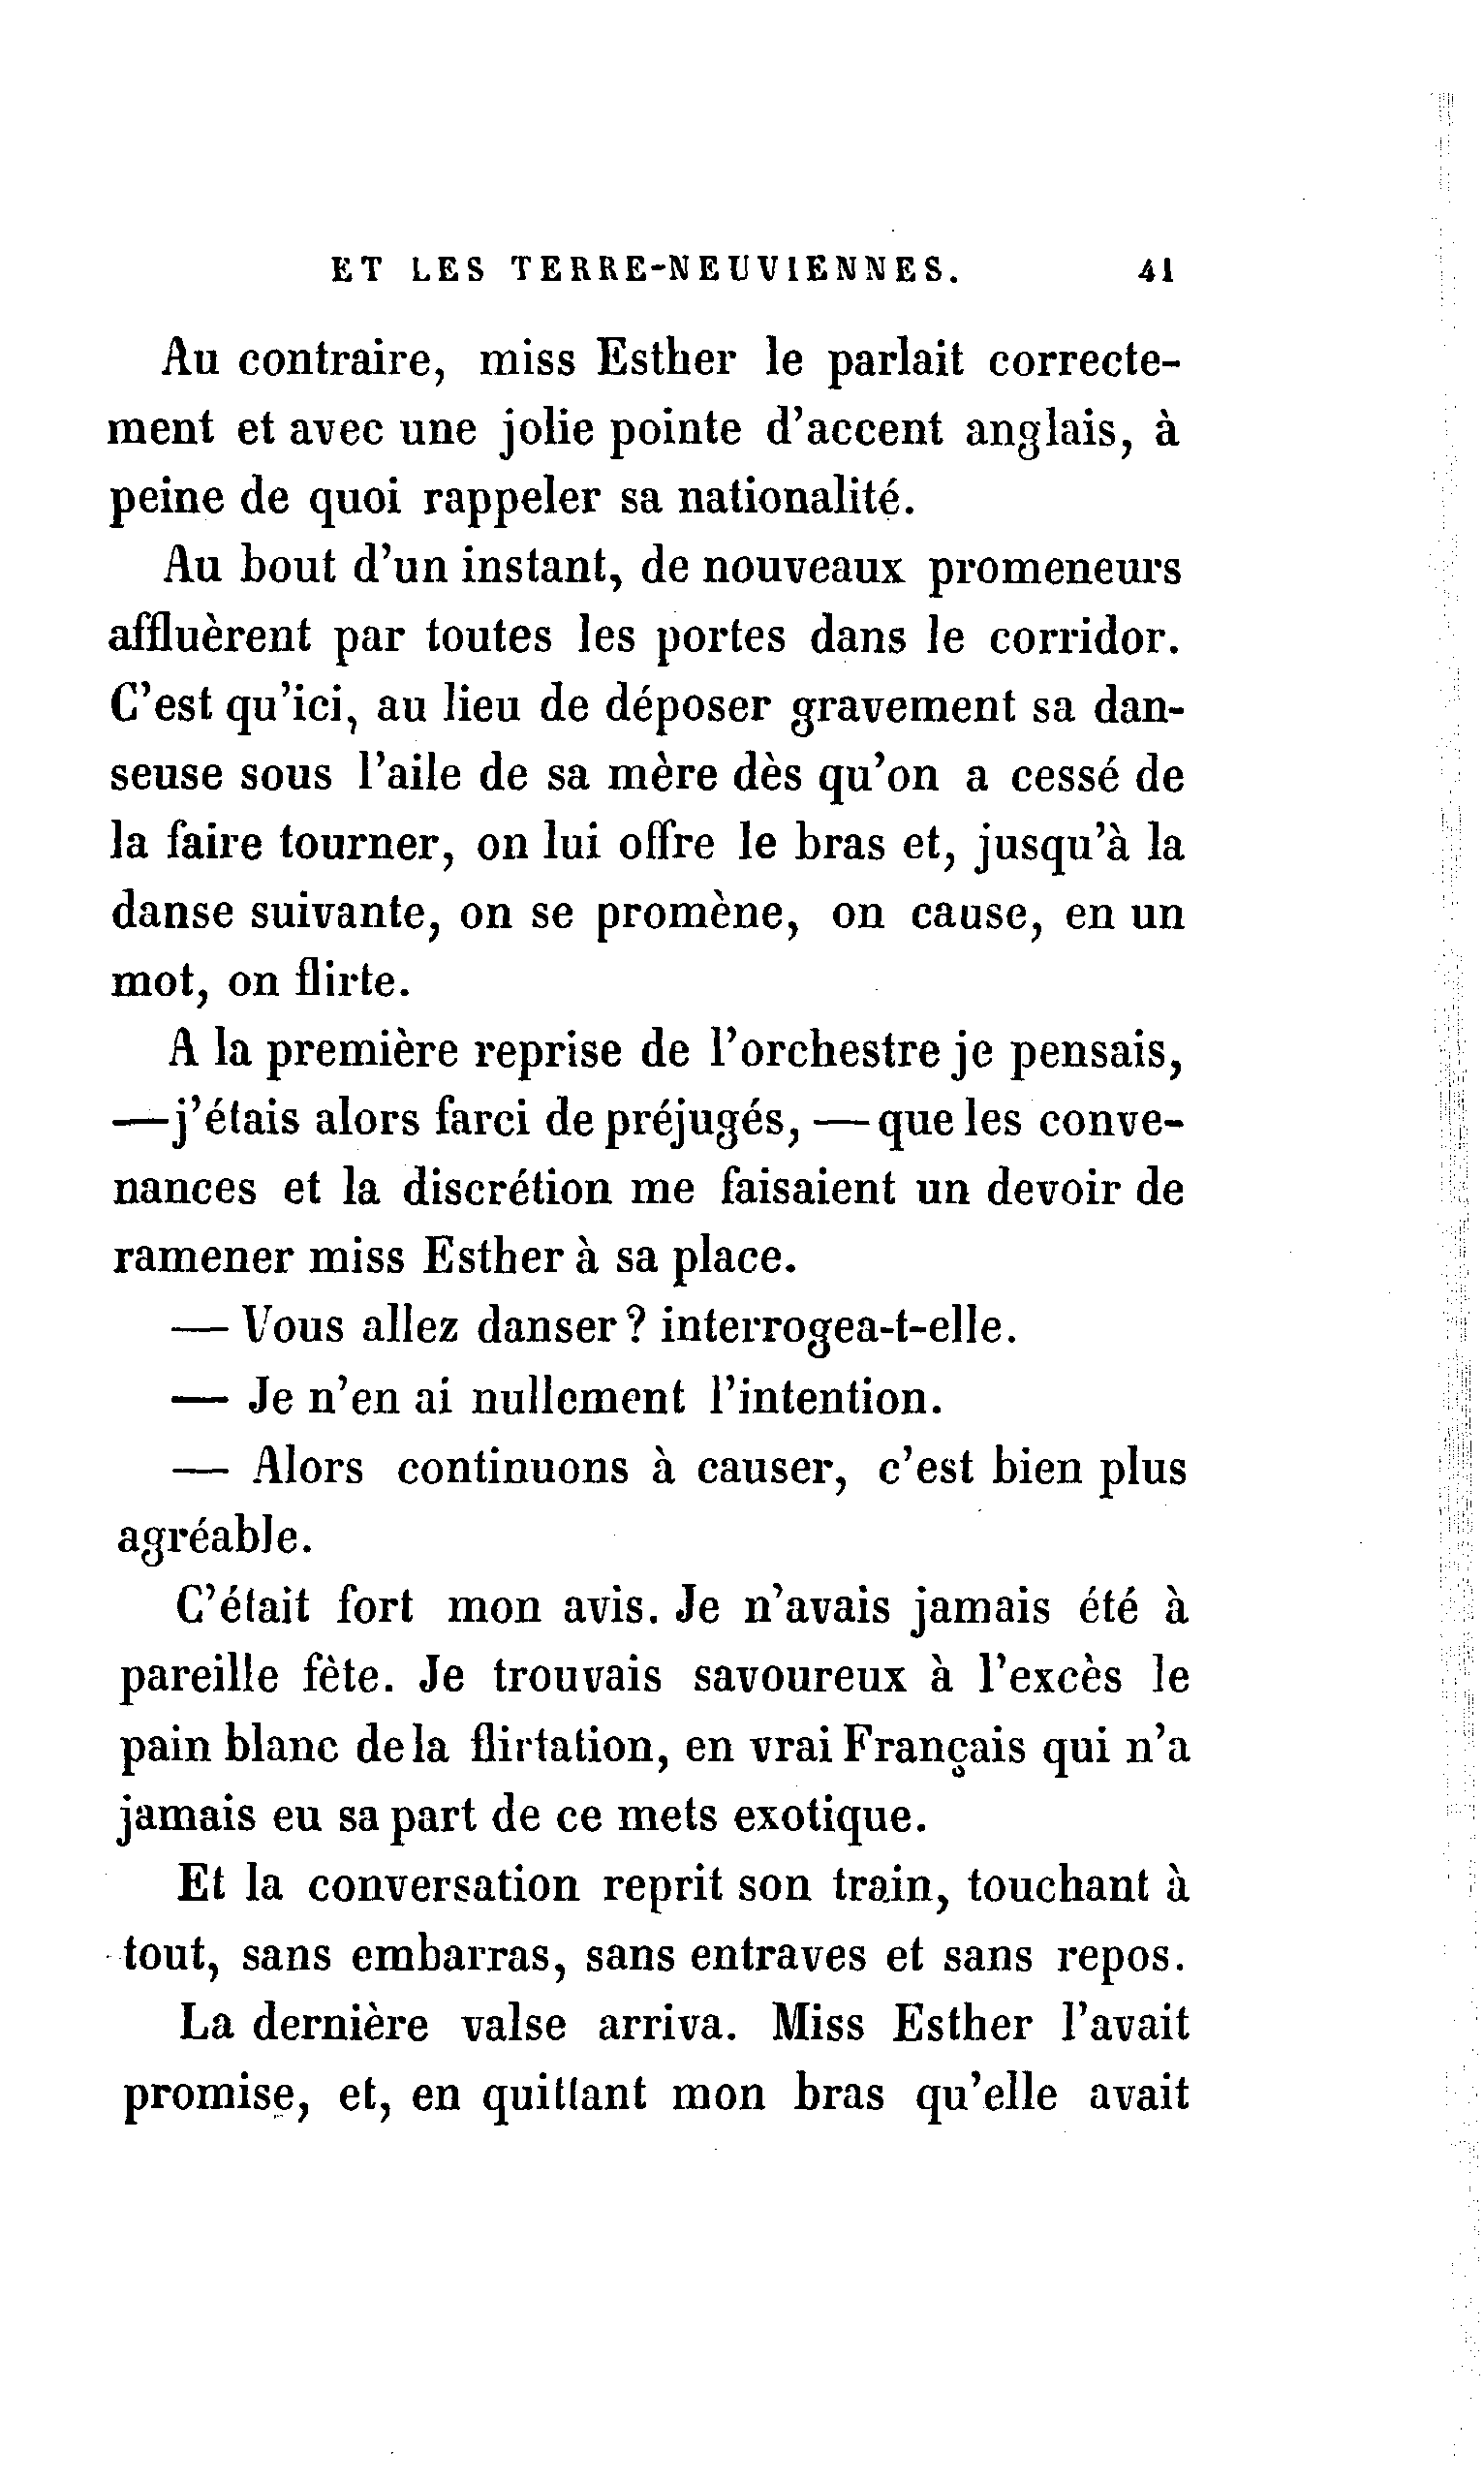 ET LES TERRE-NEUVIENNES. 41
Au contraire, miss Esther le parlait correcte-
ment et avec une jolie pointe d'accent anglais, à
peine de quoi rappeler sa nationalité.
Au bout d'un instant, de nouveaux promeneurs
affluèrent par toutes les portes dans le corridor.
C'est qu'ici, au lieu de déposer gravement sa dan-
seuse sous l'aile de sa mère dès qu'on a cessé de
la faire tourner, on lui offre le bras et, jusqu'à la
danse suivante, on se promène, on cause, en un
mot, on flirte.
A la première reprise de l'orchestre je pensais,
—j'étais alors farci de préjugés, — que les conve-
nances et la discrétion me faisaient un devoir de
ramener miss Esther à sa place.
— Vous allez danser? interrogea-t-elle.
— Je n'en ai nullement l'intention.
— Alors continuons à causer, c'est bien plus
agréable.
C'était fort mon avis. Je n'avais jamais été à
pareille fète. Je trouvais savoureux à l'excès le
pain blanc de la flirtation, en vrai Français qui n'a
jamais eu sa part de ce mets exotique.
Et la conversation reprit son train, touchant à
tout, sans embarras, sans entraves et sans repos.
La dernière valse arriva. Miss Esther l'avait
promise, et, en quittant mon bras qu'elle avait